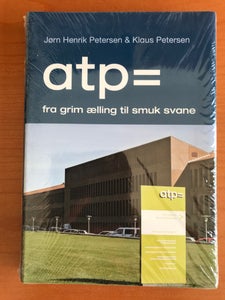 Jørn Henrik Petersen & Klaus Petersen
atp=
fra grim ælling til smuk svane
atp=